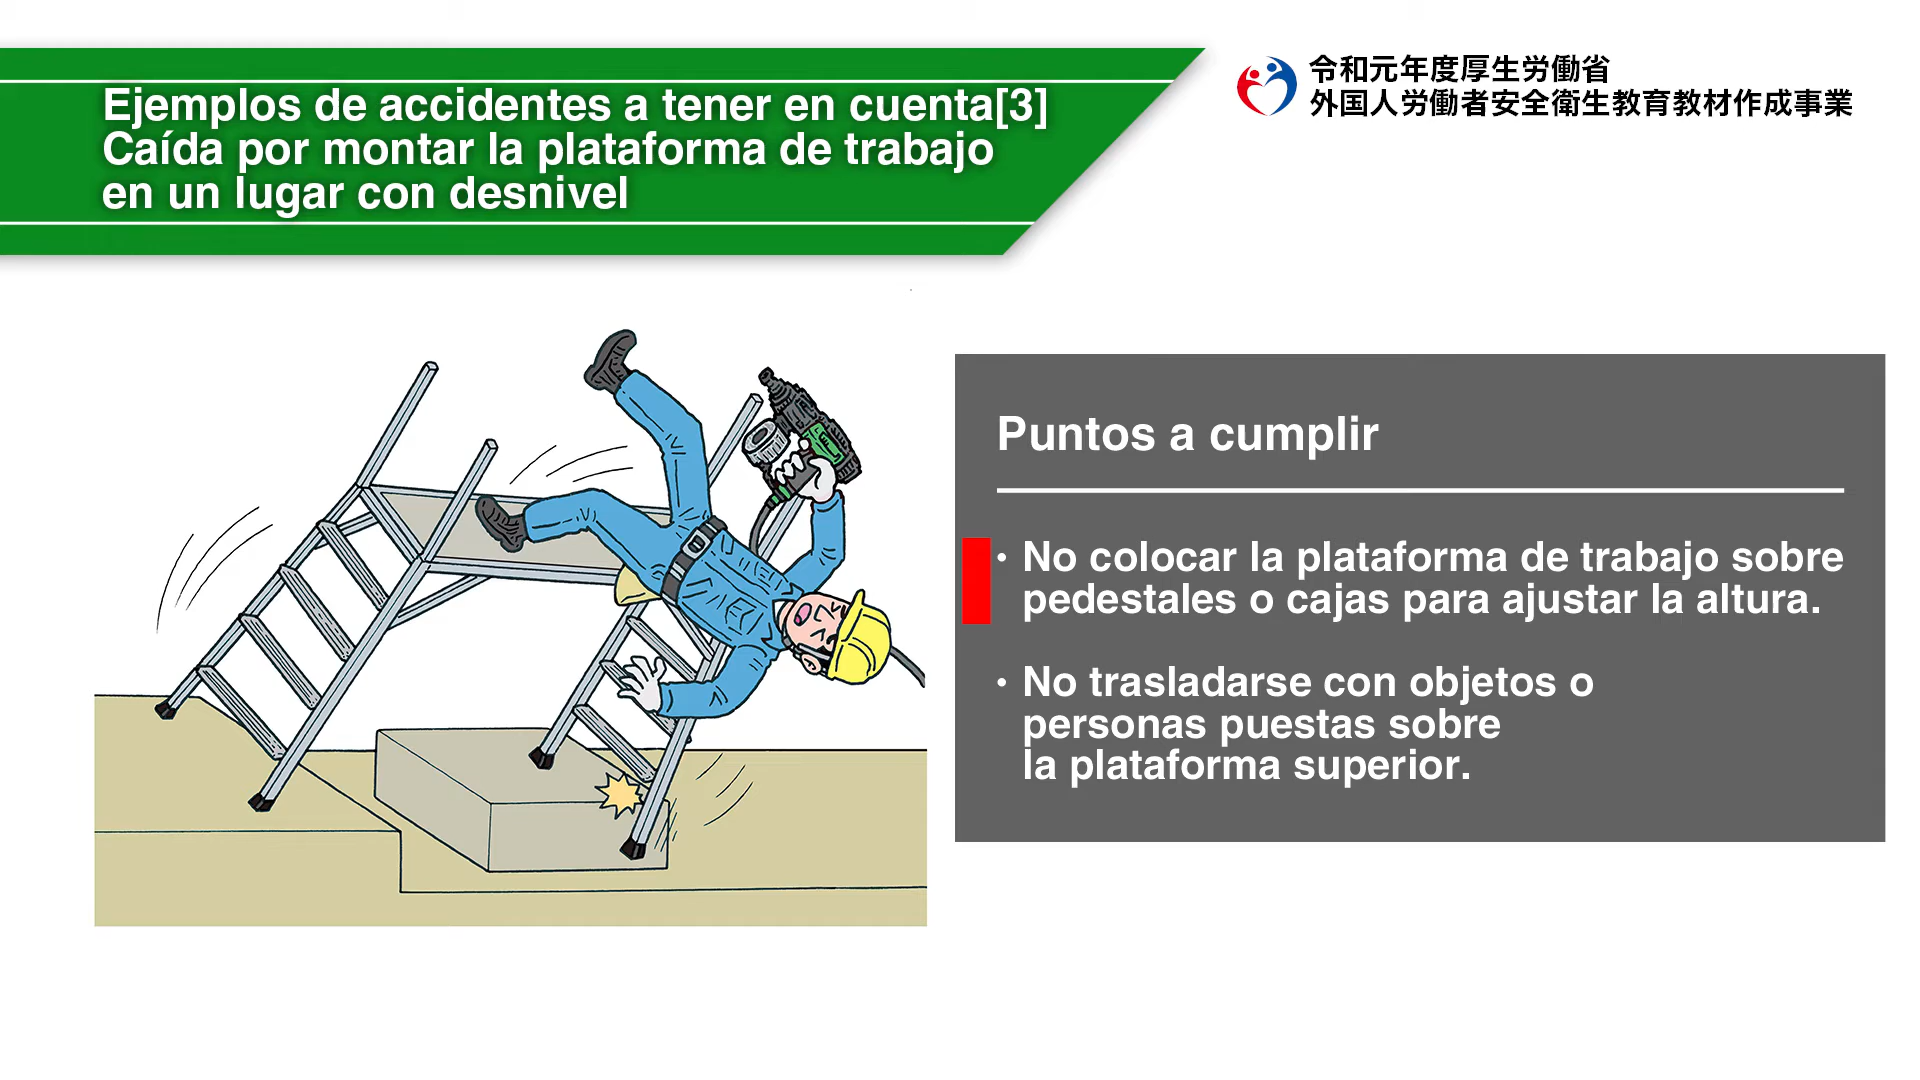 Ejemplos de accidentes a tener en cuenta[3]
Caída por montar la plataforma de trabajo
en un lugar con desnivel
令和元年度厚生労働省
外国人労働者安全衛生教育教材作成事業
Puntos a cumplir
・No colocar la plataforma de trabajo sobre
pedestales o cajas para ajustar la altura.
・No trasladarse con objetos o
personas puestas sobre
la plataforma superior.